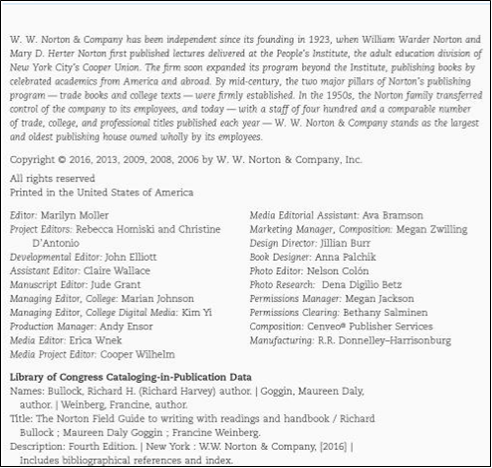 W. W. Norton & Company has been independent since its founding in 1923, when William Warder Norton and
Mary D. Herter Norton first published lectures delivered at the People's Institute, the adult education division of
New York City's Cooper Union. The firm soon expanded its program beyond the Institute, publishing books by
celebrated academics from America and abroad. By mid-century, the two major pillars of Norton's publishing
program — trade books and college texts — were firmly established. In the 1950s, the Norton family transferred
control of the company to its employees, and today — with a staff of four hundred and a comparable number
of trade, college, and professional titles published each year — W. W. Norton & Company stands as the largest
and oldest publishing house owned wholly by its employees.
Copyright © 2016, 2013, 2009, 2008, 2006 by W. W. Norton & Company, Inc.
All rights reserved
Printed in the United States of America
Editor: Marilyn Moller
Project Editors: Rebecca Homiski and Christine
D'Antonio
Developmental Editor: John Elliott
Assistant Editor: Claire Wallace
Manuscript Editor: Jude Grant
Managing Editor, College: Marian Johnson
Managing Editor, College Digital Media: Kim Yi
Production Manager: Andy Ensor
Media Editor: Erica Wnek
Media Project Editor: Cooper Wilhelm
Media Editorial Assistant: Ava Bramson
Marketing Manager, Composition: Megan Zwilling
Design Director: Jillian Burr
Book Designer: Anna Palchik
Photo Editor: Nelson Colón
Photo Research: Dena Digilio Betz
Permissions Manager: Megan Jackson
Permissions Clearing: Bethany Salminen
Composition: Cenveo® Publisher Services
Manufacturing: R.R. Donnelley–Harrisonburg
Library of Congress Cataloging-in-Publication Data
Names: Bullock, Richard H. (Richard Harvey) author. | Goggin, Maureen Daly,
author. | Weinberg, Francine, author.
Title: The Norton Field Guide to writing with readings and handbook / Richard
Bullock ; Maureen Daly Goggin ; Francine Weinberg.
Description: Fourth Edition. | New York : W.W. Norton & Company, [2016] |
Includes bibliographical references and index.